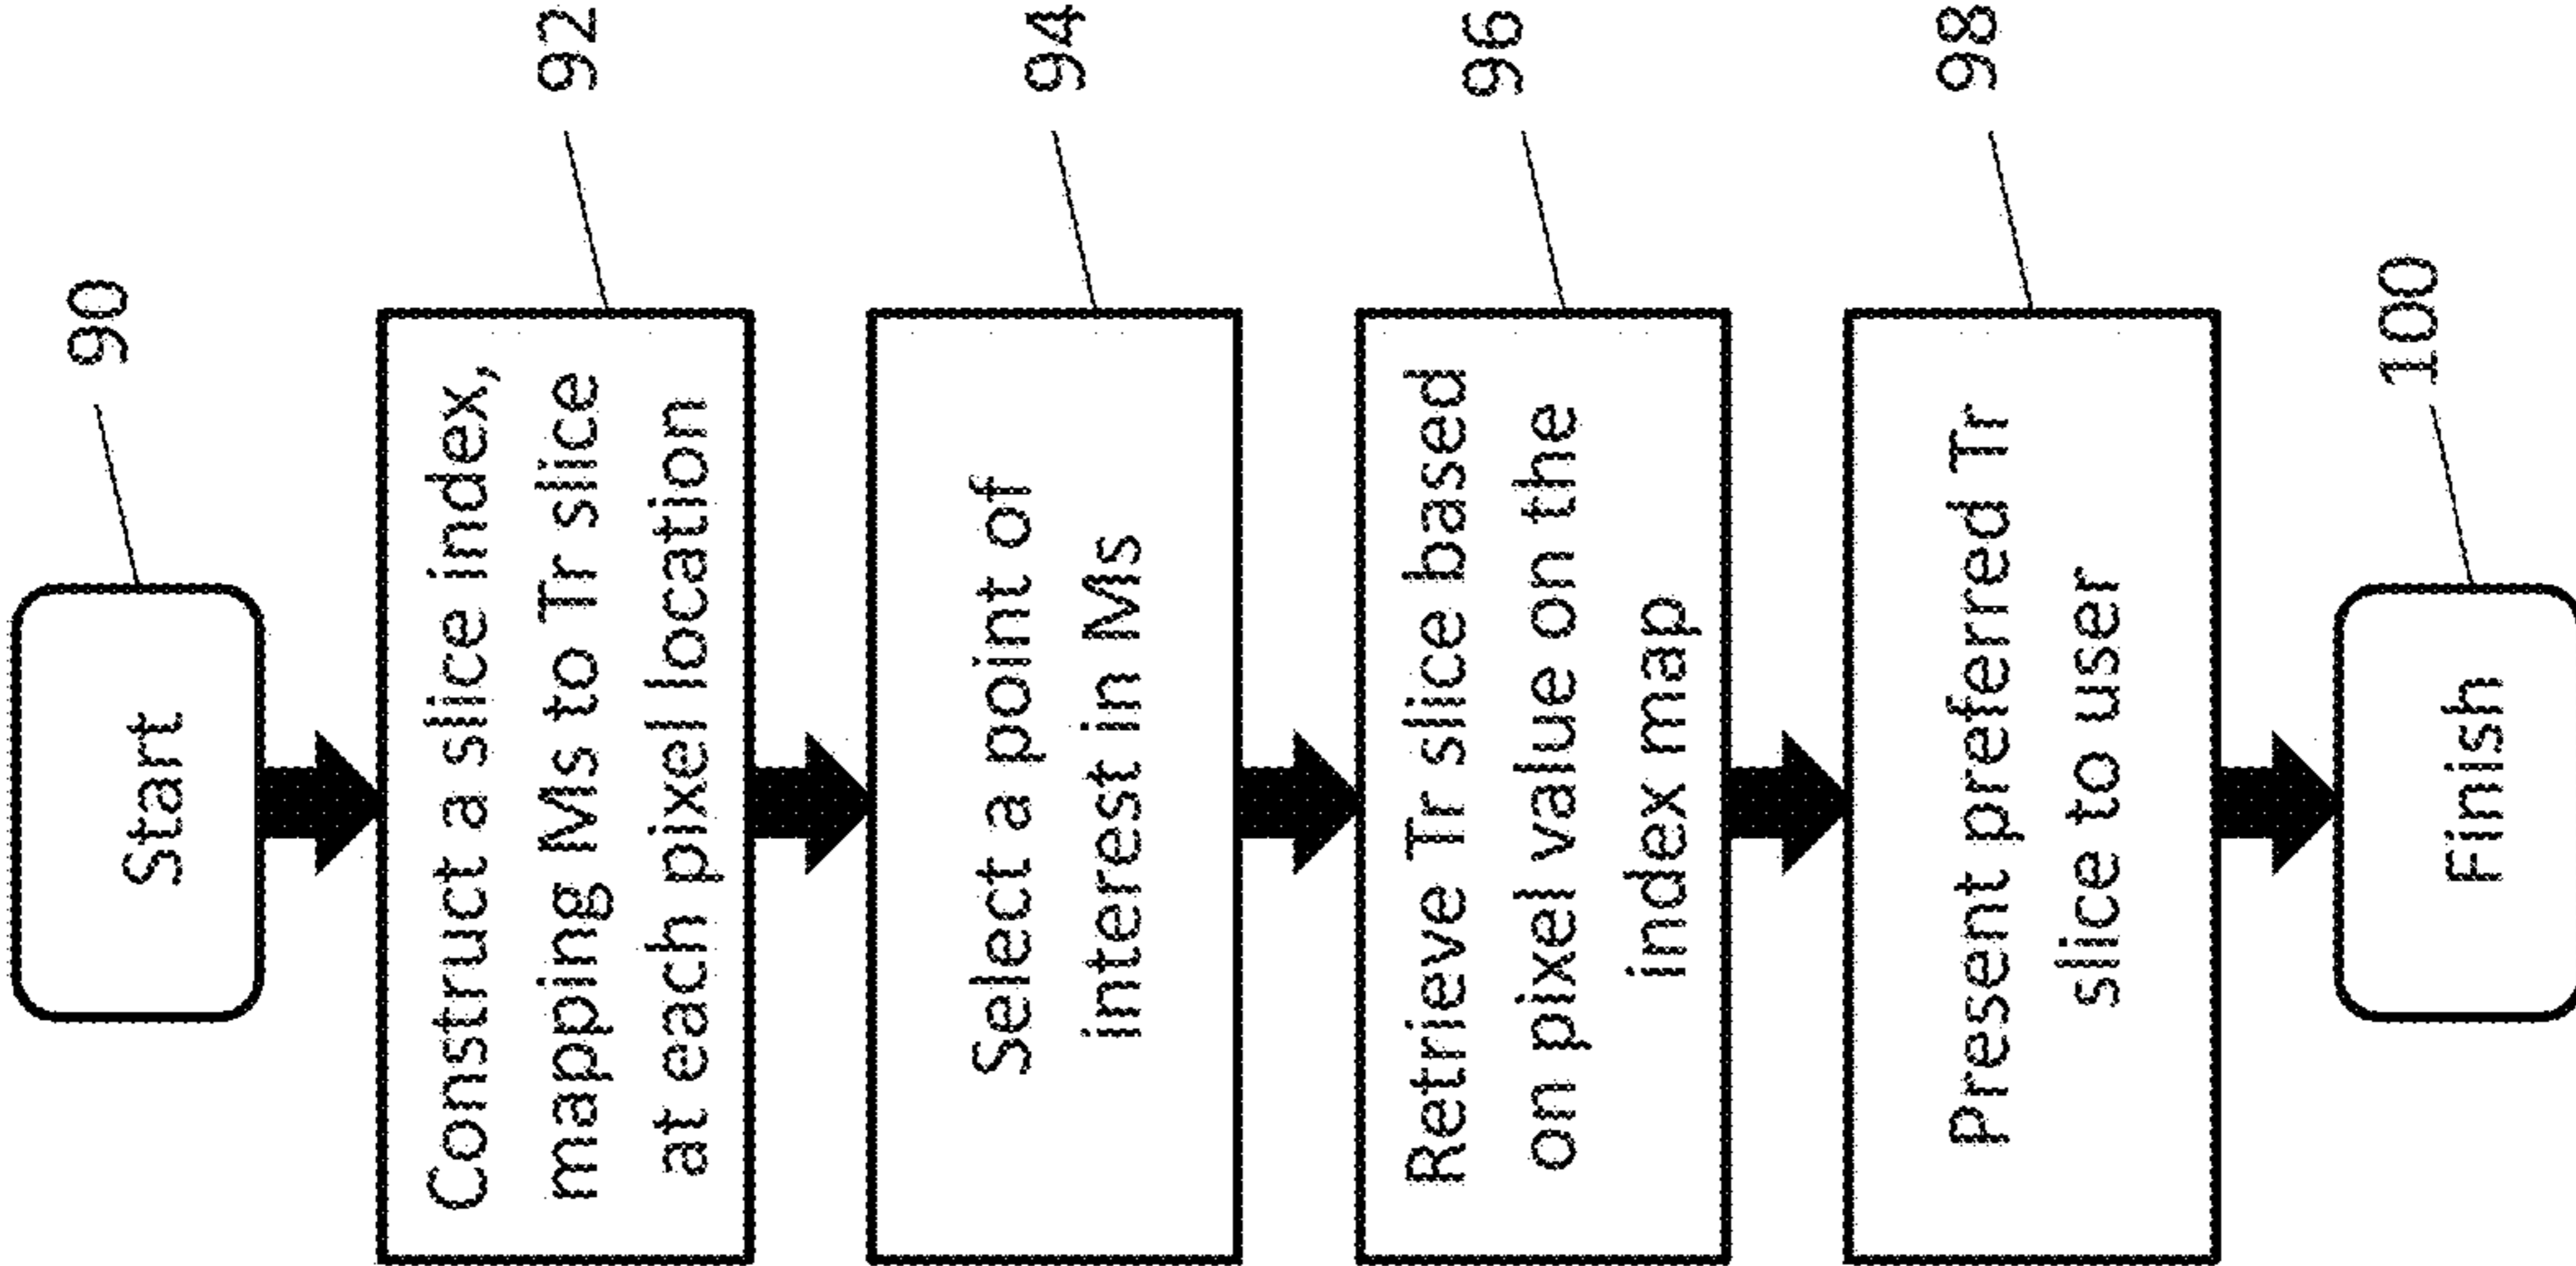 Start
90
Construct a slice index,
mapping Ms to Tr slice
at each pixel location
92
Select a point of
interest in Ms
94
Retrieve Tr slice based
on pixel value on the
index map
96
Present preferred Tr
slice to user
98
Finish
100